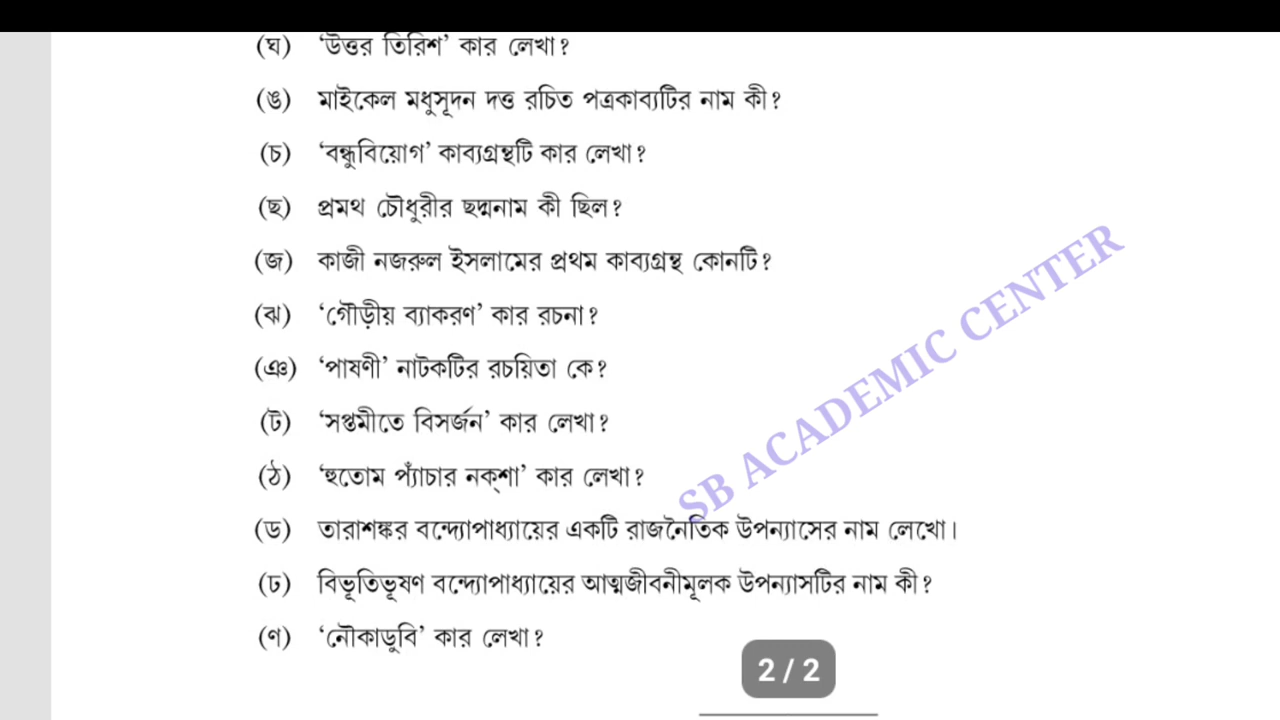 (ঘ) ‘উত্তর তিরিশ’ কার লেখা?
(ঙ) মাইকেল মধুসূদন দত্ত রচিত পত্রকাব্যটির নাম কী?
(চ) ‘বন্ধুবিয়োগ’ কাব্যগ্রন্থটি কার লেখা?
(ছ) প্রমথ চৌধুরীর ছদ্মনাম কী ছিল?
(জ) কাজী নজরুল ইসলামের প্রথম কাব্যগ্রন্থ কোনটি?
(ঝ) ‘গৌড়ীয় ব্যাকরণ’ কার রচনা?
(ঞ) ‘পাষণী’ নাটকটির রচয়িতা কে?
(ট) ‘সপ্তমীতে বিসর্জন’ কার লেখা?
(ঠ) ‘হুতোম প্যাঁচার নক্‌শা’ কার লেখা?
(ড) তারাশঙ্কর বন্দ্যোপাধ্যায়ের একটি রাজনৈতিক উপন্যাসের নাম লেখো।
(ঢ) বিভূতিভূষণ বন্দ্যোপাধ্যায়ের আত্মজীবনীমূলক উপন্যাসটির নাম কী?
(ণ) ‘নৌকাডুবি’ কার লেখা?
SB ACADEMIC CENTER
2 / 2